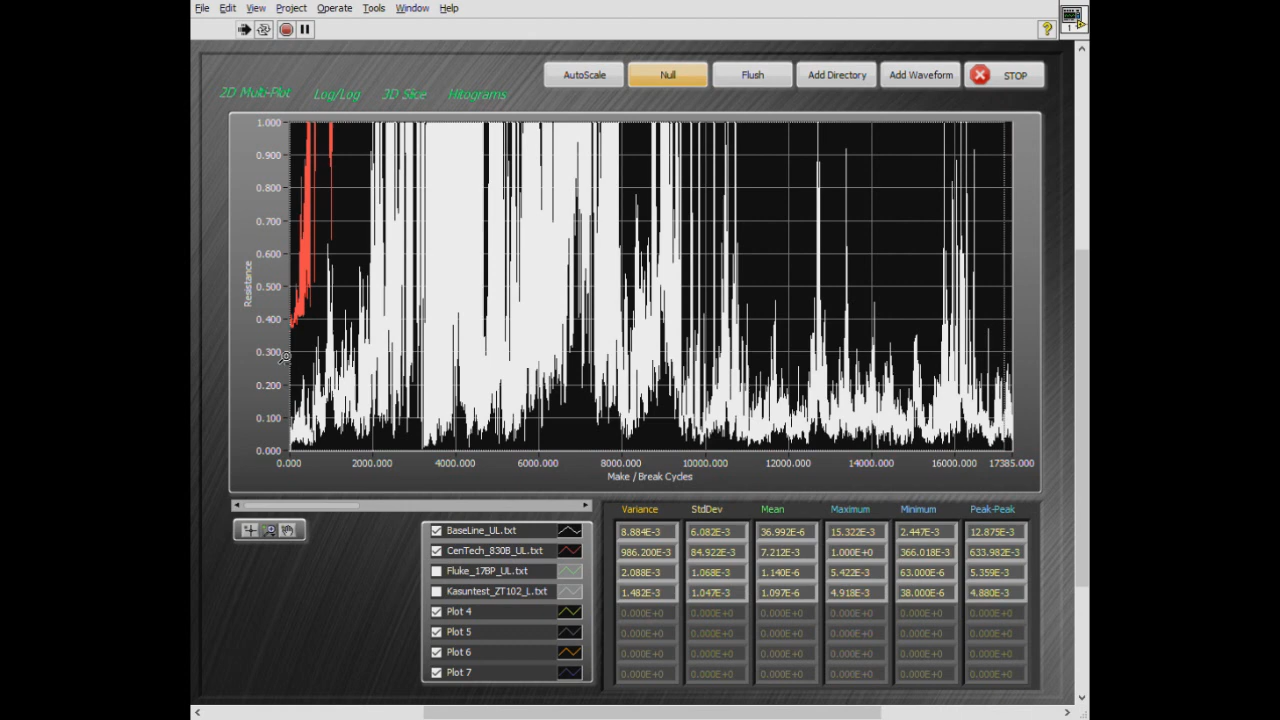 File Edit View Project Operate Tools Window Help
?
1
AutoScale Null Flush Add Directory Add Waveform STOP
2D Multi-Plot Log/Log 3D Slice Hitograms
1.000
0.900
0.800
0.700
0.600
0.500
0.400
0.300
0.200
0.100
0.000
Resistance
0.000 2000.000 4000.000 6000.000 8000.000 10000.000 12000.000 14000.000 16000.000 17385.000
Make / Break Cycles
BaseLine_UL.txt
CenTech_830B_UL.txt
Fluke_17BP_UL.txt
Kasuntest_ZT102_L.txt
Plot 4
Plot 5
Plot 6
Plot 7
Variance StdDev Mean Maximum Minimum Peak-Peak
8.884E-3 6.082E-3 36.992E-6 15.322E-3 2.447E-3 12.875E-3
986.200E-3 84.922E-3 7.212E-3 1.000E+0 366.018E-3 633.982E-3
2.088E-3 1.068E-3 1.140E-6 5.422E-3 63.000E-6 5.359E-3
1.482E-3 1.047E-3 1.097E-6 4.918E-3 38.000E-6 4.880E-3
0.000E+0 0.000E+0 0.000E+0 0.000E+0 0.000E+0 0.000E+0
0.000E+0 0.000E+0 0.000E+0 0.000E+0 0.000E+0 0.000E+0
0.000E+0 0.000E+0 0.000E+0 0.000E+0 0.000E+0 0.000E+0
0.000E+0 0.000E+0 0.000E+0 0.000E+0 0.000E+0 0.000E+0